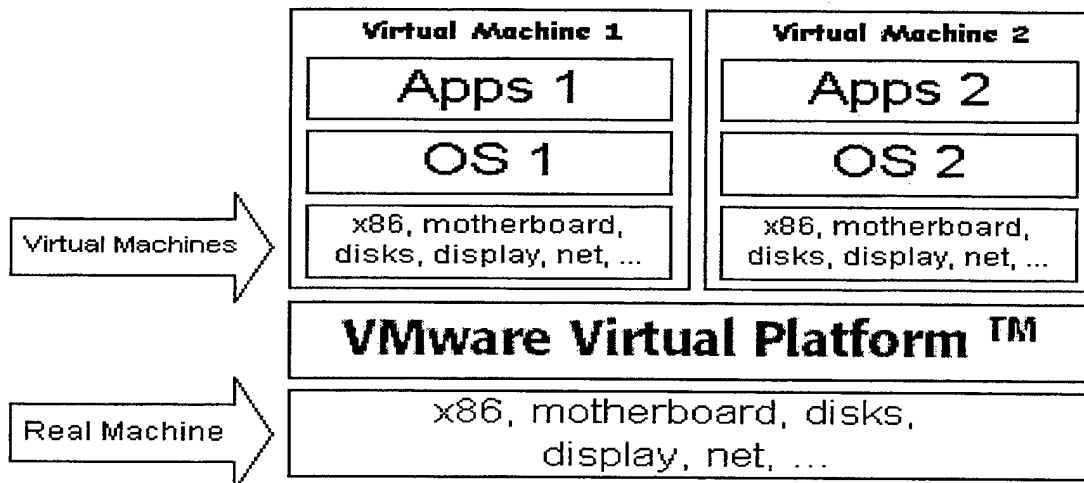 Virtual Machine 1
Apps 1
OS 1
x86, motherboard,
disks, display, net, ...
Virtual Machine 2
Apps 2
OS 2
x86, motherboard,
disks, display, net, ...
Virtual Machines
VMware Virtual Platform ™
Real Machine
x86, motherboard, disks,
display, net, ...